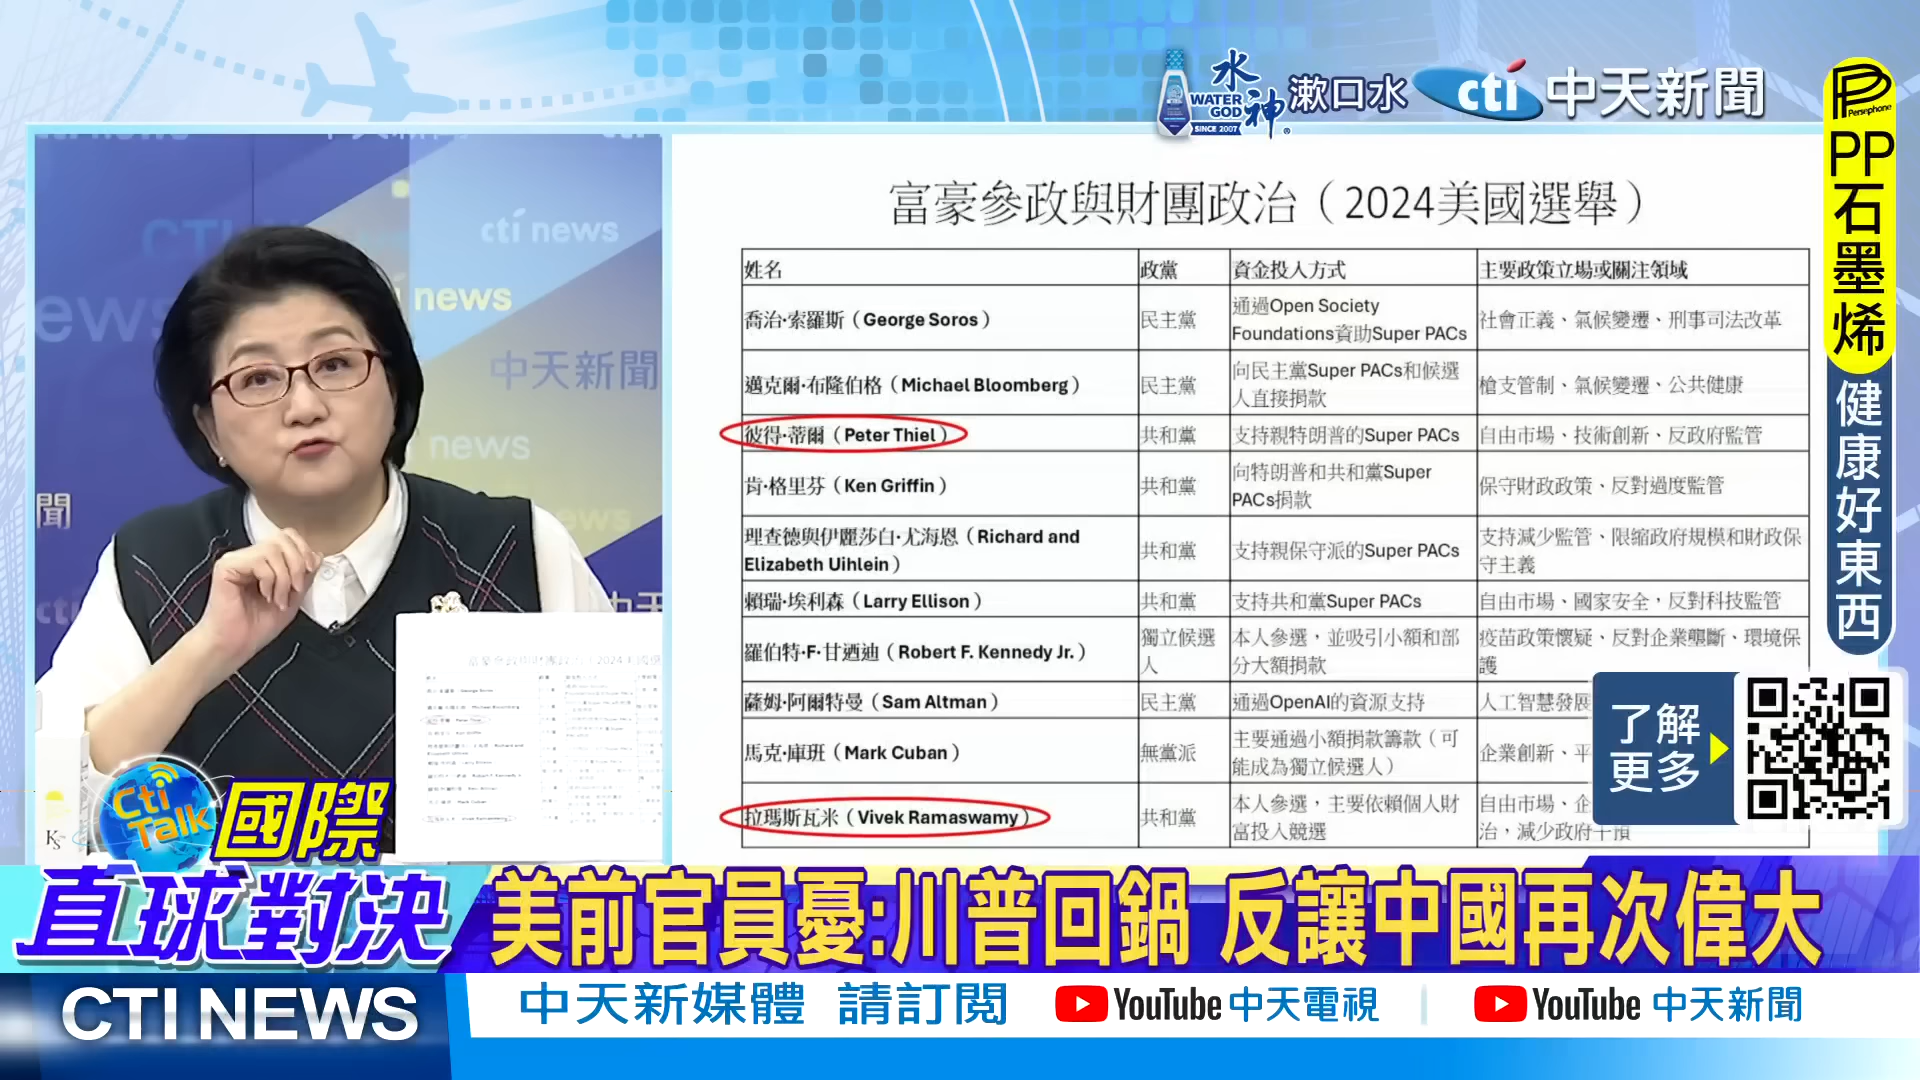 水神
WATER GOD
SINCE 2007
漱口水
cti 中天新聞
Persephone
PP石墨烯
健康好東西
了解更多
CTI NEWS
cti news
news
ews
中天新聞
news
ews
聞
cti
中天
富豪參政與財團政治（2024美國選舉）
姓名 政黨 資金投入方式 主要政策立場或關注領域
喬治·索羅斯（George Soros） 民主黨 通過Open Society Foundations資助Super PACs 社會正義、氣候變遷、刑事司法改革
邁克爾·布隆伯格（Michael Bloomberg） 民主黨 向民主黨Super PACs和候選人直接捐款 槍支管制、氣候變遷、公共健康
彼得·蒂爾（Peter Thiel） 共和黨 支持親特朗普的Super PACs 自由市場、技術創新、反政府監管
肯·格里芬（Ken Griffin） 共和黨 向特朗普和共和黨Super PACs捐款 保守財政政策、反對過度監管
理查德與伊麗莎白·尤海恩（Richard and Elizabeth Uihlein） 共和黨 支持親保守派的Super PACs 支持減少監管、限縮政府規模和財政保守主義
賴瑞·埃利森（Larry Ellison） 共和黨 支持共和黨Super PACs 自由市場、國家安全，反對科技監管
羅伯特·F·甘迺迪（Robert F. Kennedy Jr.） 獨立候選人 本人參選，並吸引小額和部分大額捐款 疫苗政策懷疑、反對企業壟斷、環境保護
薩姆·阿爾特曼（Sam Altman） 民主黨 通過OpenAI的資源支持 人工智慧發展
馬克·庫班（Mark Cuban） 無黨派 主要通過小額捐款籌款（可能成為獨立候選人） 企業創新、平
拉瑪斯瓦米（Vivek Ramaswamy） 共和黨 本人參選，主要依賴個人財富投入競選 自由市場、企 治，減少政府干預
Cti Talk
國際
直球對決
美前官員憂:川普回鍋 反讓中國再次偉大
CTI NEWS
中天新媒體 請訂閱 YouTube 中天電視 YouTube 中天新聞